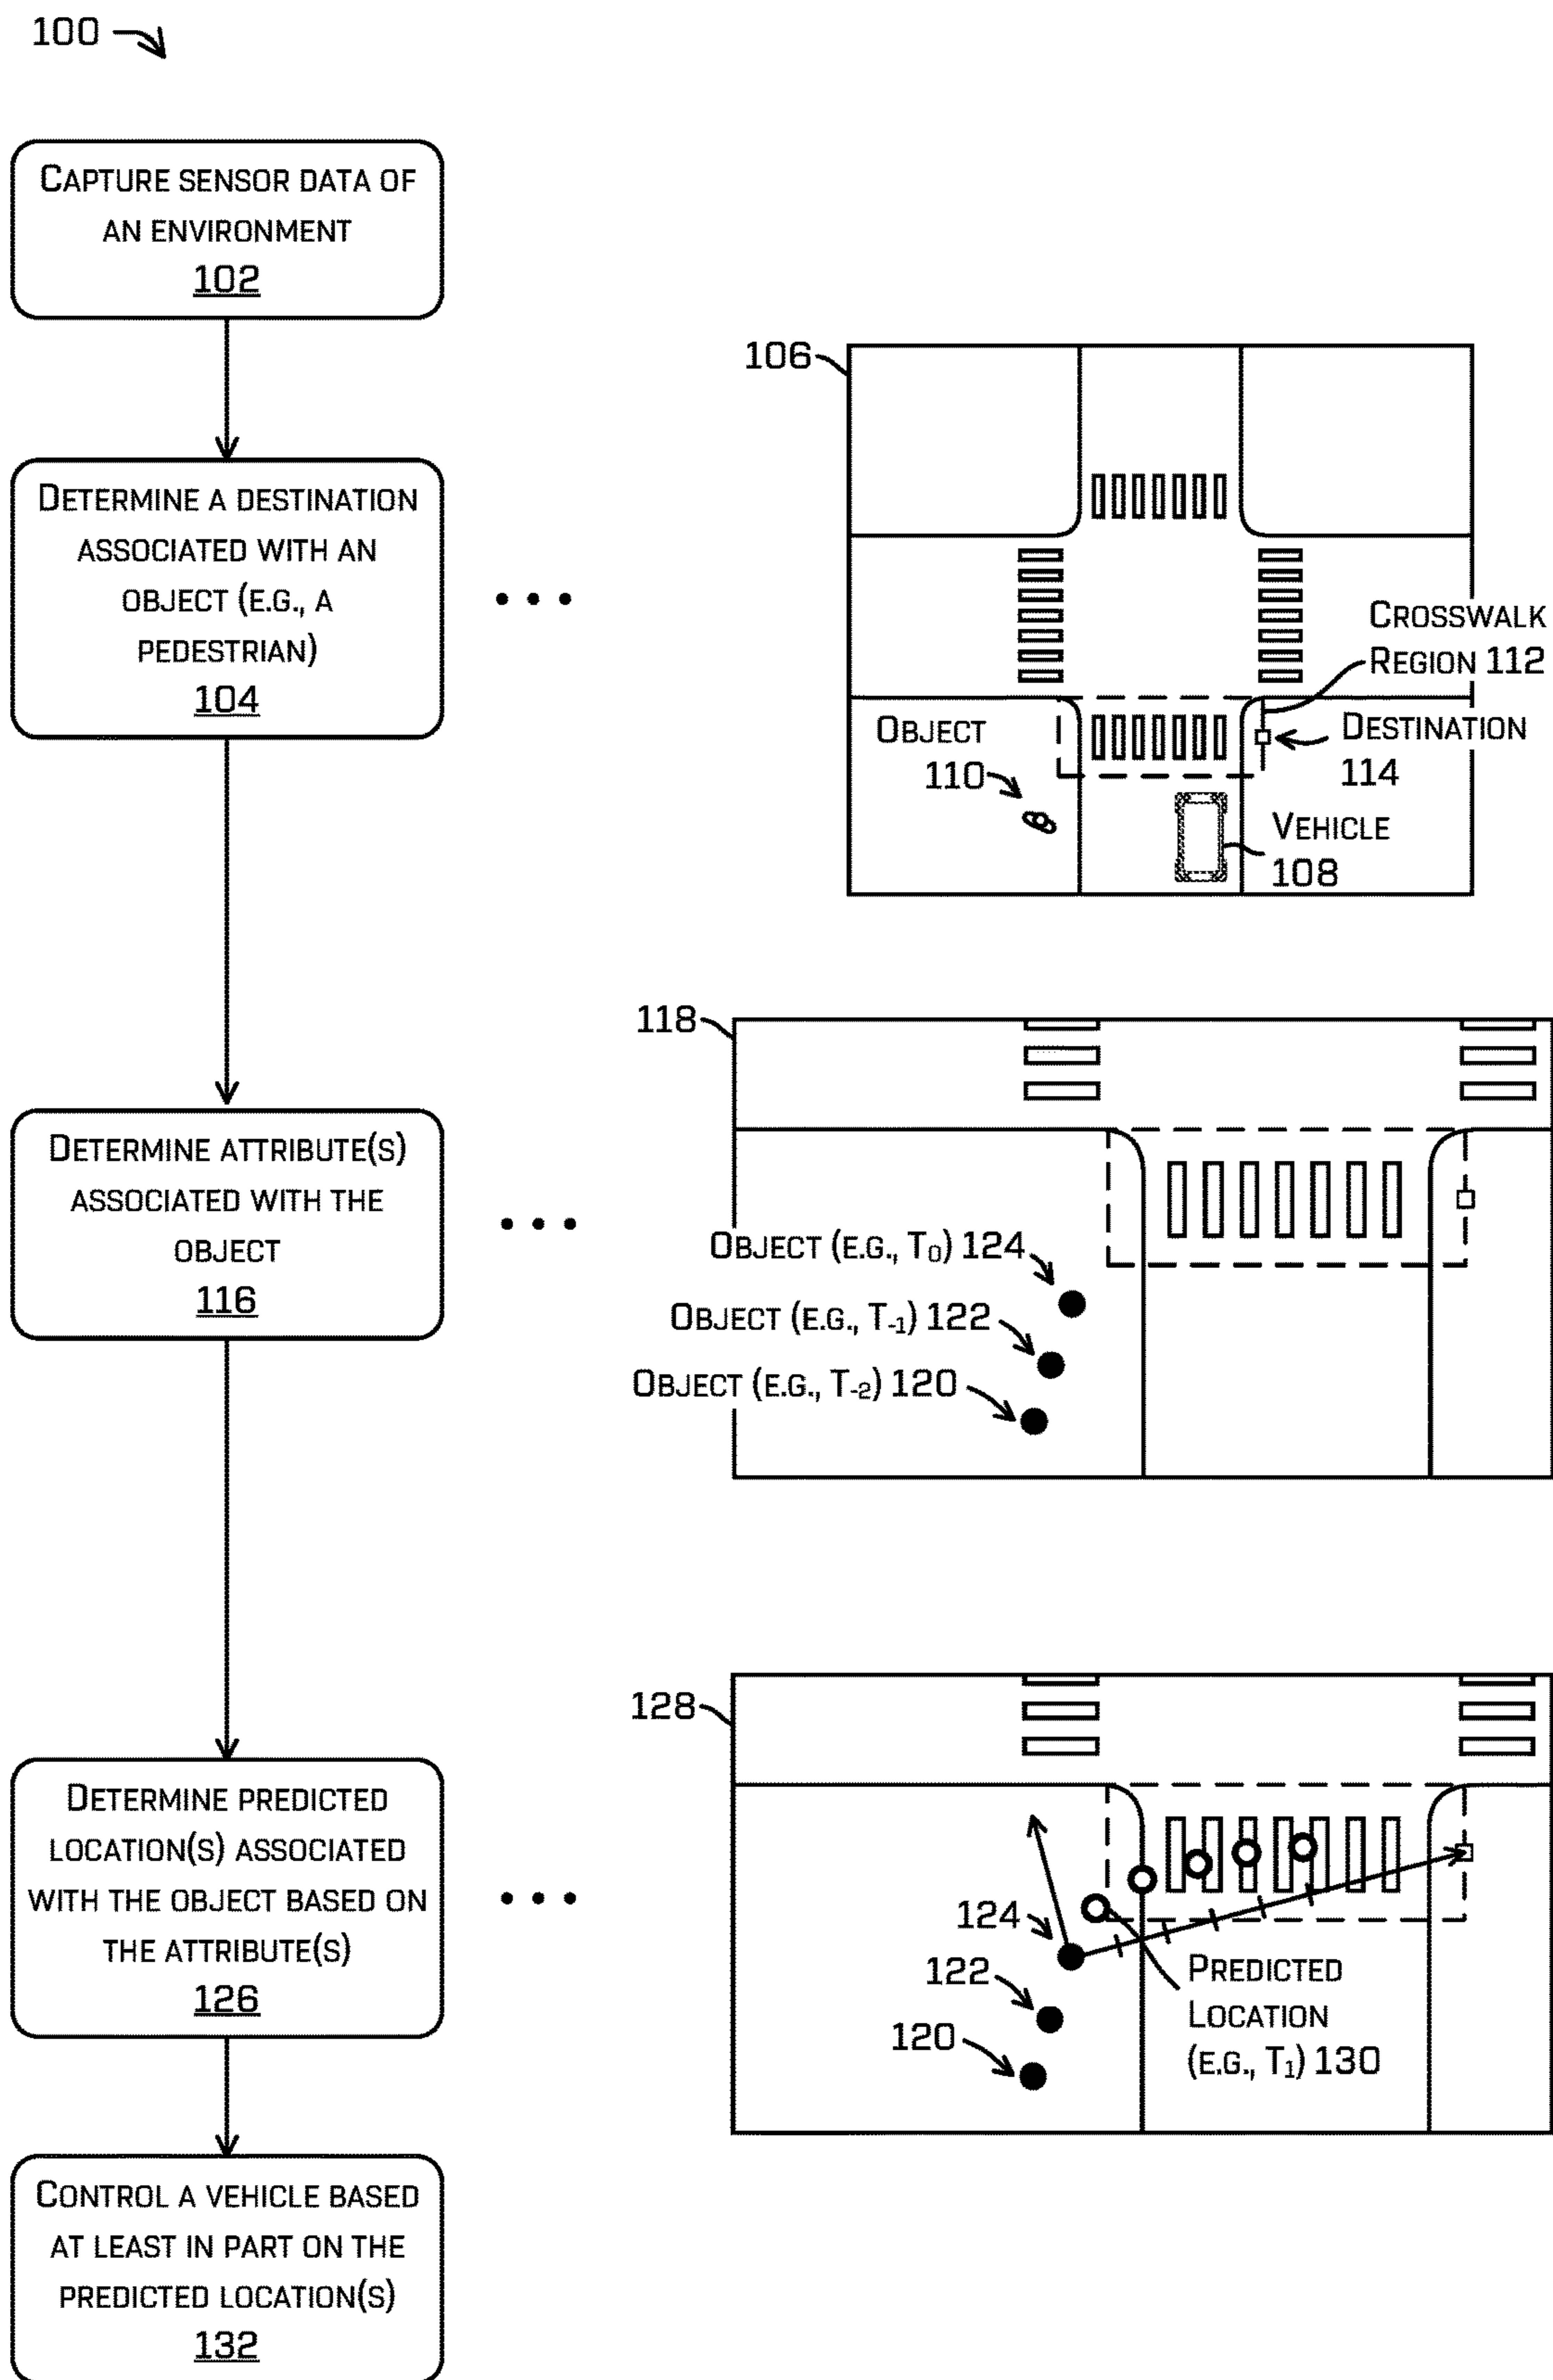 100
CAPTURE SENSOR DATA OF
AN ENVIRONMENT
102
DETERMINE A DESTINATION
ASSOCIATED WITH AN
OBJECT (E.G., A
PEDESTRIAN)
104
106
CROSSWALK
REGION 112
OBJECT
110
DESTINATION
114
VEHICLE
108
DETERMINE ATTRIBUTE(S)
ASSOCIATED WITH THE
OBJECT
116
118
OBJECT (E.G., T0) 124
OBJECT (E.G., T-1) 122
OBJECT (E.G., T-2) 120
DETERMINE PREDICTED
LOCATION(S) ASSOCIATED
WITH THE OBJECT BASED ON
THE ATTRIBUTE(S)
126
128
124
122
120
PREDICTED
LOCATION
(E.G., T1) 130
CONTROL A VEHICLE BASED
AT LEAST IN PART ON THE
PREDICTED LOCATION(S)
132